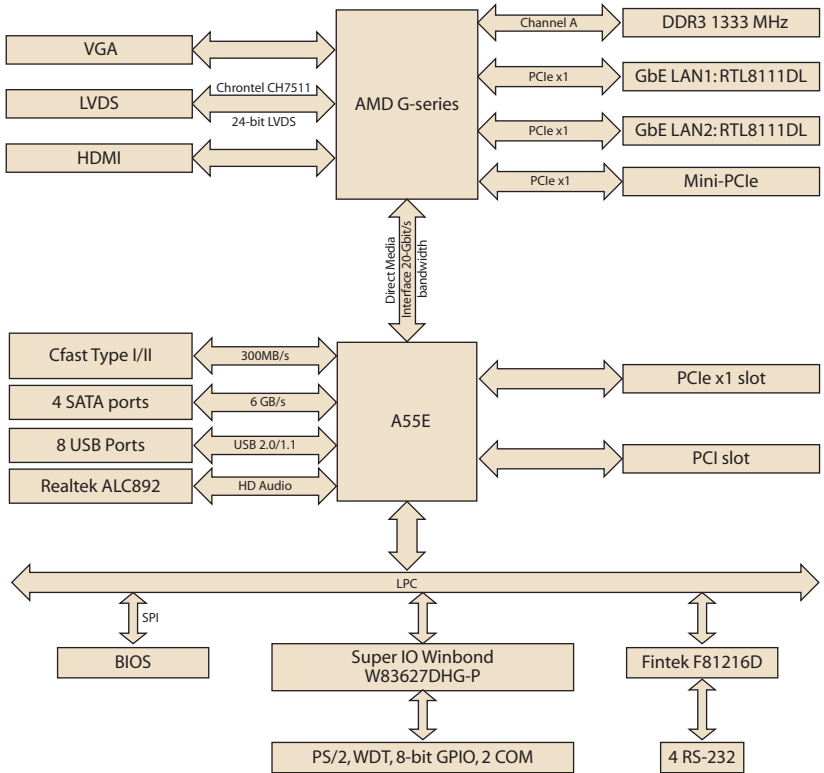 VGA
LVDS
HDMI
Chrontel CH7511
24-bit LVDS
AMD G-series
Channel A
DDR3 1333 MHz
PCIe x1
GbE LAN1: RTL8111DL
PCIe x1
GbE LAN2: RTL8111DL
PCIe x1
Mini-PCIe
Direct Media
Interface 20-Gbit/s
bandwidth
Cfast Type I/II
300MB/s
4 SATA ports
6 GB/s
8 USB Ports
USB 2.0/1.1
Realtek ALC892
HD Audio
A55E
PCIe x1 slot
PCI slot
LPC
SPI
BIOS
Super IO Winbond
W83627DHG-P
Fintek F81216D
PS/2, WDT, 8-bit GPIO, 2 COM
4 RS-232